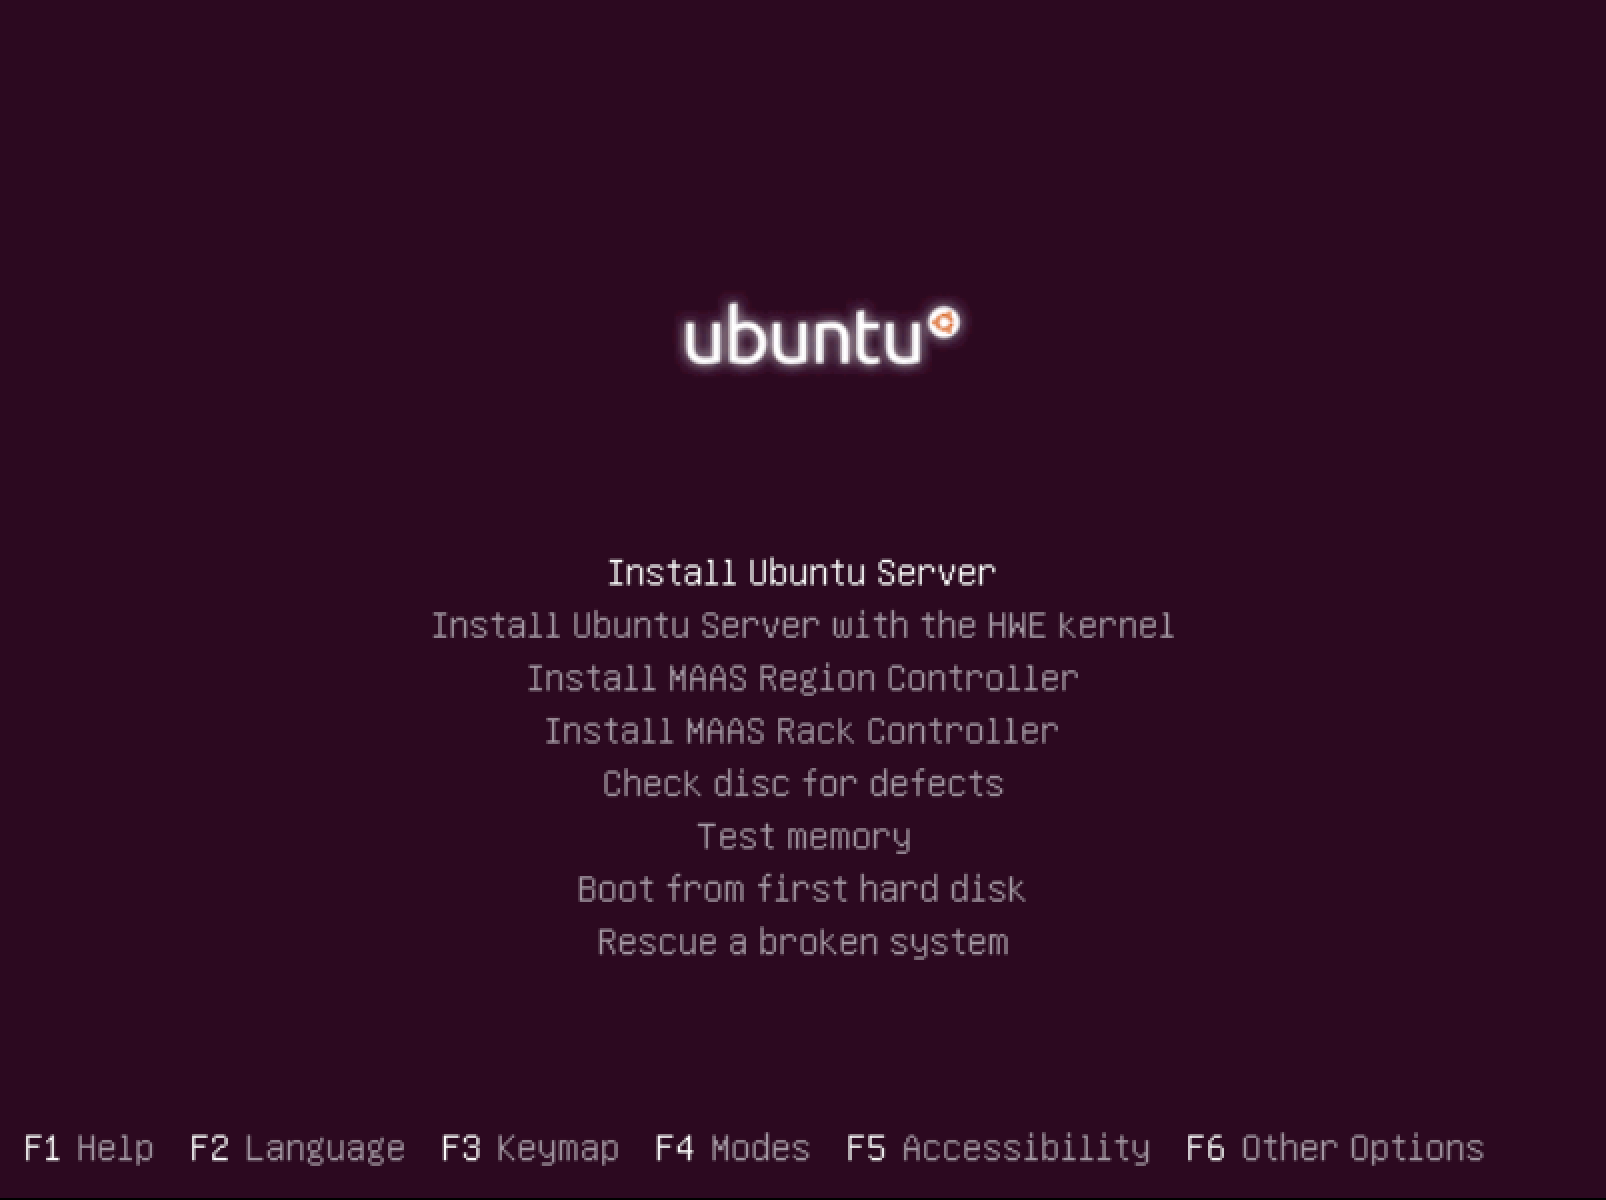 ubuntu
Install Ubuntu Server
Install Ubuntu Server with the HWE kernel
Install MAAS Region Controller
Install MAAS Rack Controller
Check disc for defects
Test memory
Boot from first hard disk
Rescue a broken system
F1 Help F2 Language F3 Keymap F4 Modes F5 Accessibility F6 Other Options